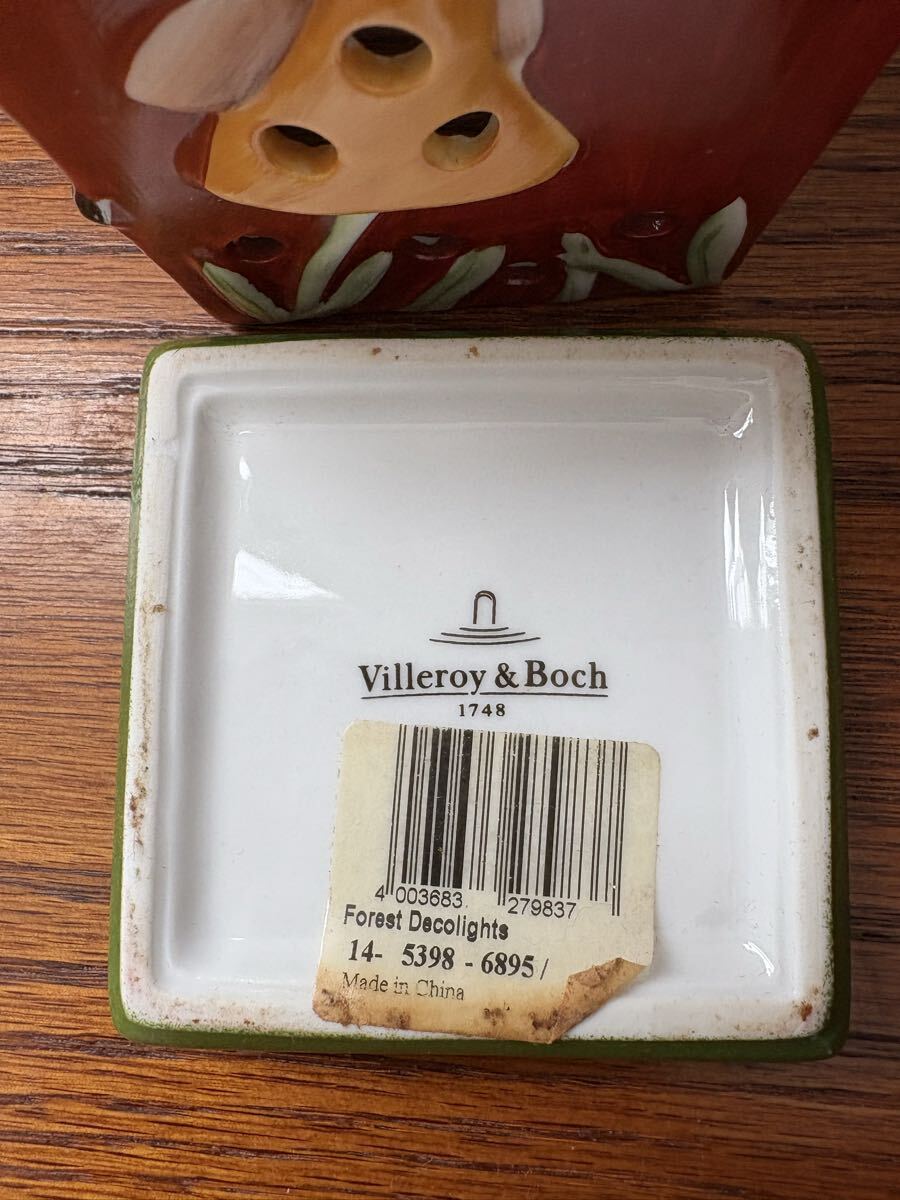 Villeroy & Boch
1748
4 003683 279837
Forest Decolights
14- 5398 - 6895 /
Made in China